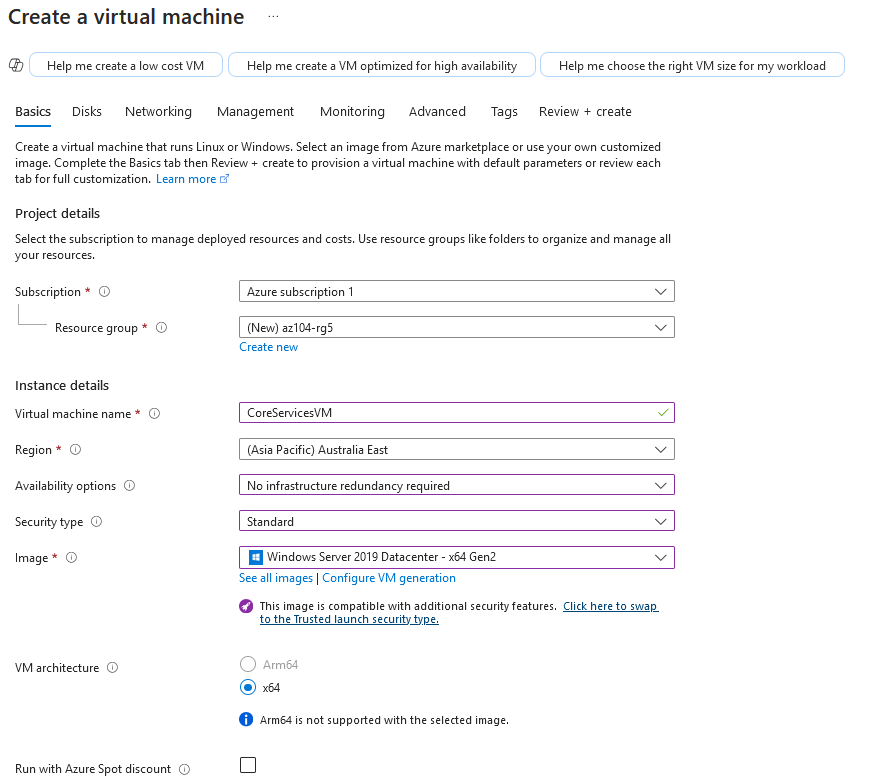 Create a virtual machine ...
Help me create a low cost VM
Help me create a VM optimized for high availability
Help me choose the right VM size for my workload
Basics Disks Networking Management Monitoring Advanced Tags Review + create
Create a virtual machine that runs Linux or Windows. Select an image from Azure marketplace or use your own customized
image. Complete the Basics tab then Review + create to provision a virtual machine with default parameters or review each
tab for full customization. Learn more
Project details
Select the subscription to manage deployed resources and costs. Use resource groups like folders to organize and manage all
your resources.
Subscription * Azure subscription 1
Resource group * (New) az104-rg5
Create new
Instance details
Virtual machine name * CoreServicesVM
Region * (Asia Pacific) Australia East
Availability options No infrastructure redundancy required
Security type Standard
Image * Windows Server 2019 Datacenter - x64 Gen2
See all images | Configure VM generation
This image is compatible with additional security features. Click here to swap
to the Trusted launch security type.
VM architecture Arm64
x64
Arm64 is not supported with the selected image.
Run with Azure Spot discount